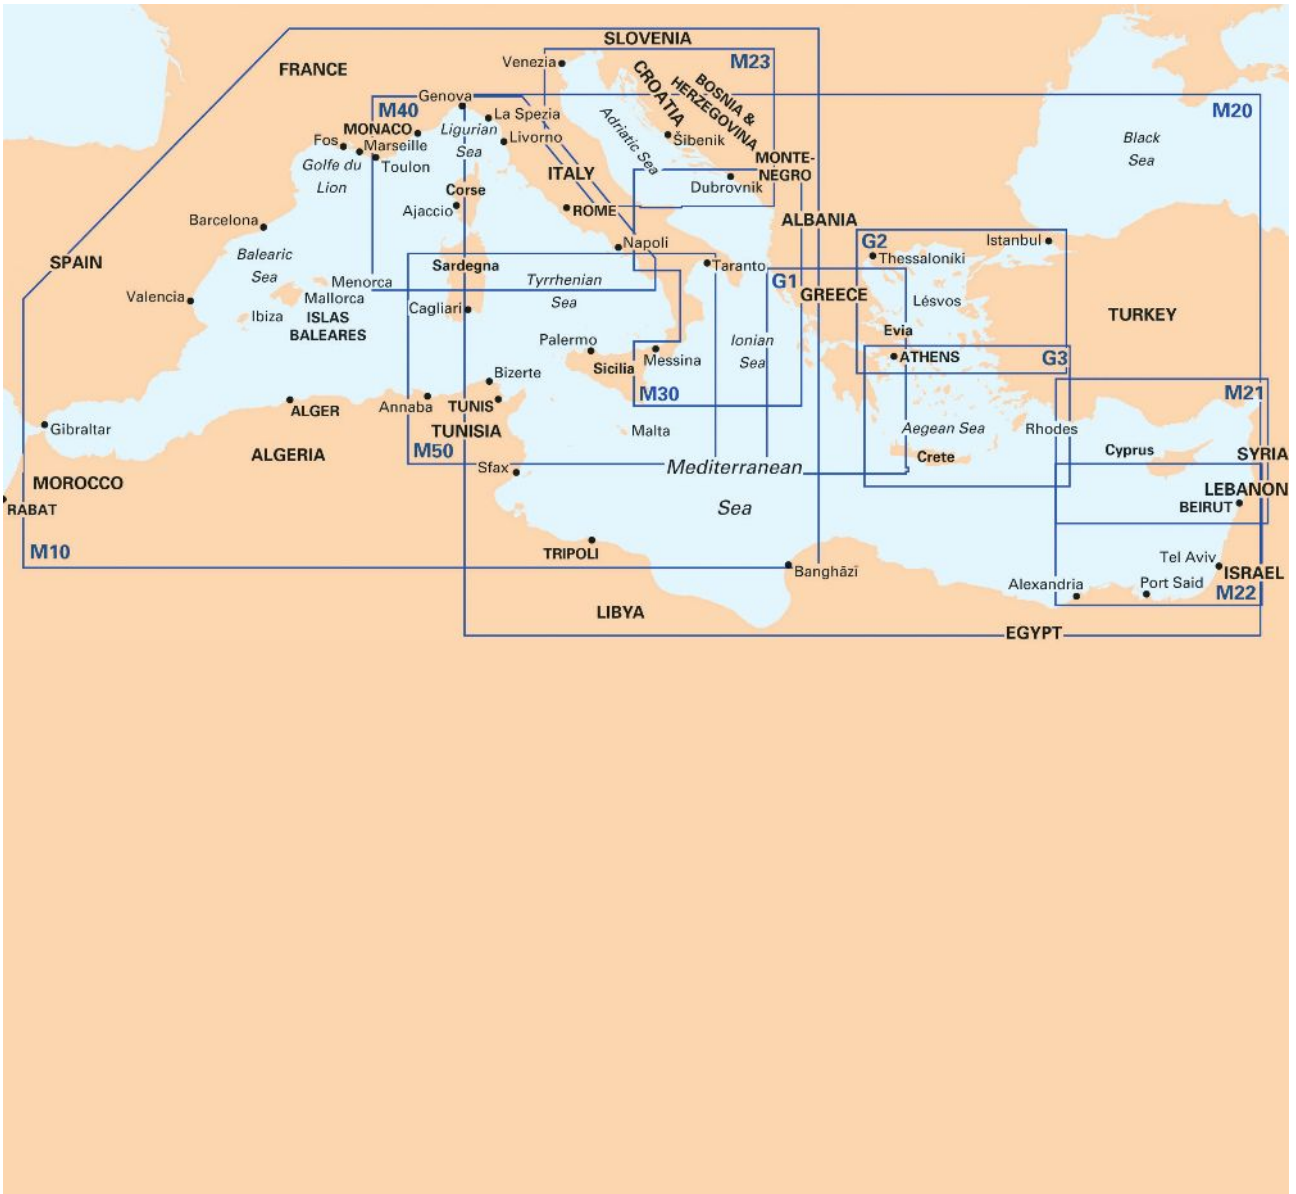 SLOVENIA
FRANCE
Venezia
M23
CROATIA
BOSNIA &
HERZEGOVINA
Genova
M40
M20
La Spezia
MONACO
Ligurian
Sea
Adriatic Sea
Black
Sea
Fos
Marseille
Livorno
Šibenik
Golfe du
Lion
Toulon
ITALY
MONTE-
NEGRO
Corse
Dubrovnik
Ajaccio
ROME
Barcelona
ALBANIA
G2
Istanbul
Napoli
SPAIN
Balearic
Sea
Sardegna
Taranto
Thessaloníki
Menorca
Tyrrhenian
Sea
G1
GREECE
Lésvos
Valencia
Mallorca
Ibiza
ISLAS
BALEARES
Cagliari
TURKEY
Evia
Palermo
Ionian
Sea
Sicilia
Messina
ATHENS
G3
Bizerte
M30
M21
ALGER
Annaba
TUNIS
Gibraltar
TUNISIA
Malta
Aegean Sea
Rhodes
ALGERIA
M50
Crete
Cyprus
SYRIA
Sfax
Mediterranean
Sea
MOROCCO
LEBANON
RABAT
BEIRUT
M10
TRIPOLI
Tel Aviv
Banghāzī
ISRAEL
Alexandria
Port Said
M22
LIBYA
EGYPT